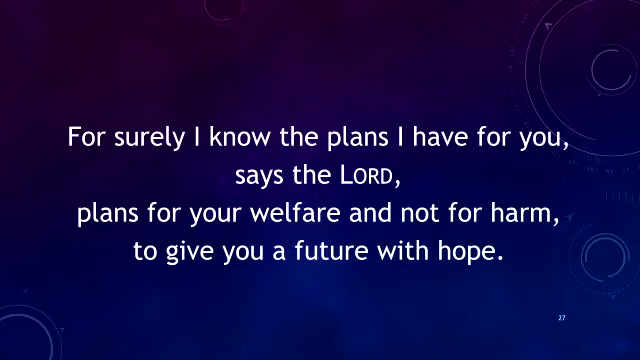 For surely I know the plans I have for you,
says the LORD,
plans for your welfare and not for harm,
to give you a future with hope.
27